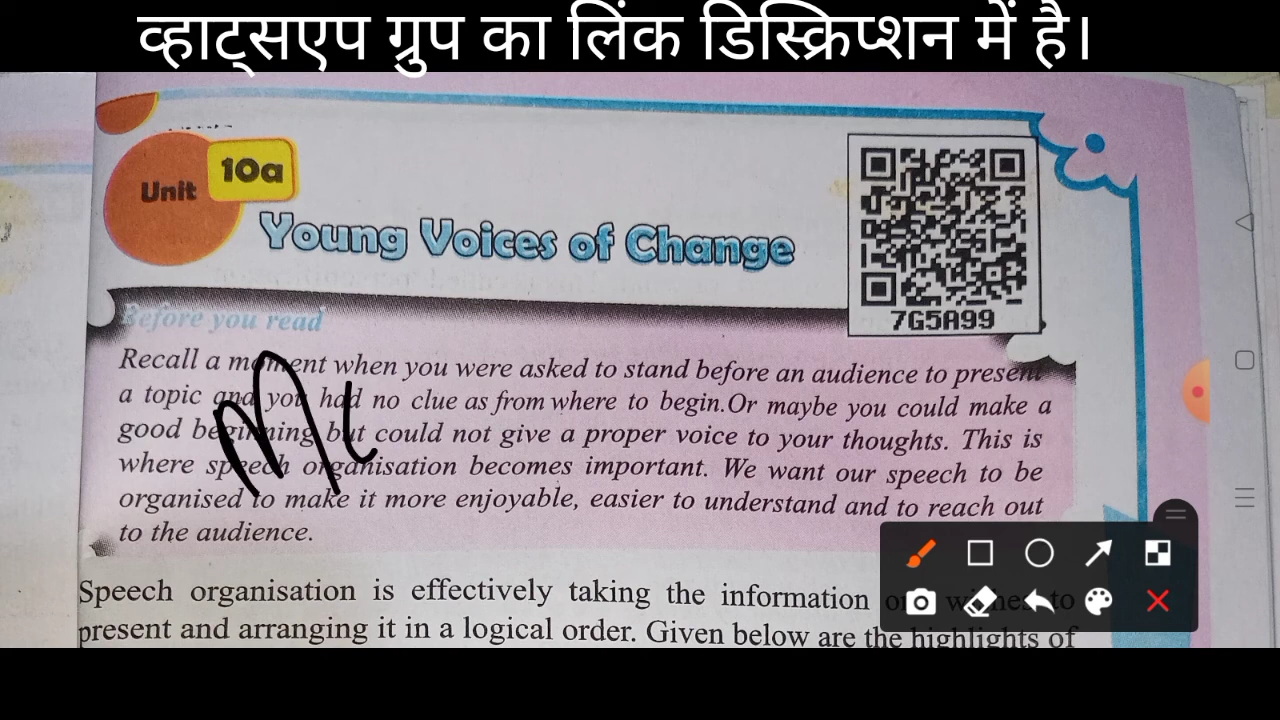 व्हाट्सएप ग्रुप का लिंक डिस्क्रिप्शन में है।
Unit 10a
Young Voices of Change
7G5A99
Before you read
Recall a moment when you were asked to stand before an audience to present
a topic and you had no clue as from where to begin.Or maybe you could make a
good beginning but could not give a proper voice to your thoughts. This is
where speech organisation becomes important. We want our speech to be
organised to make it more enjoyable, easier to understand and to reach out
to the audience.
Speech organisation is effectively taking the information one wishes to
present and arranging it in a logical order. Given below are the highlights of